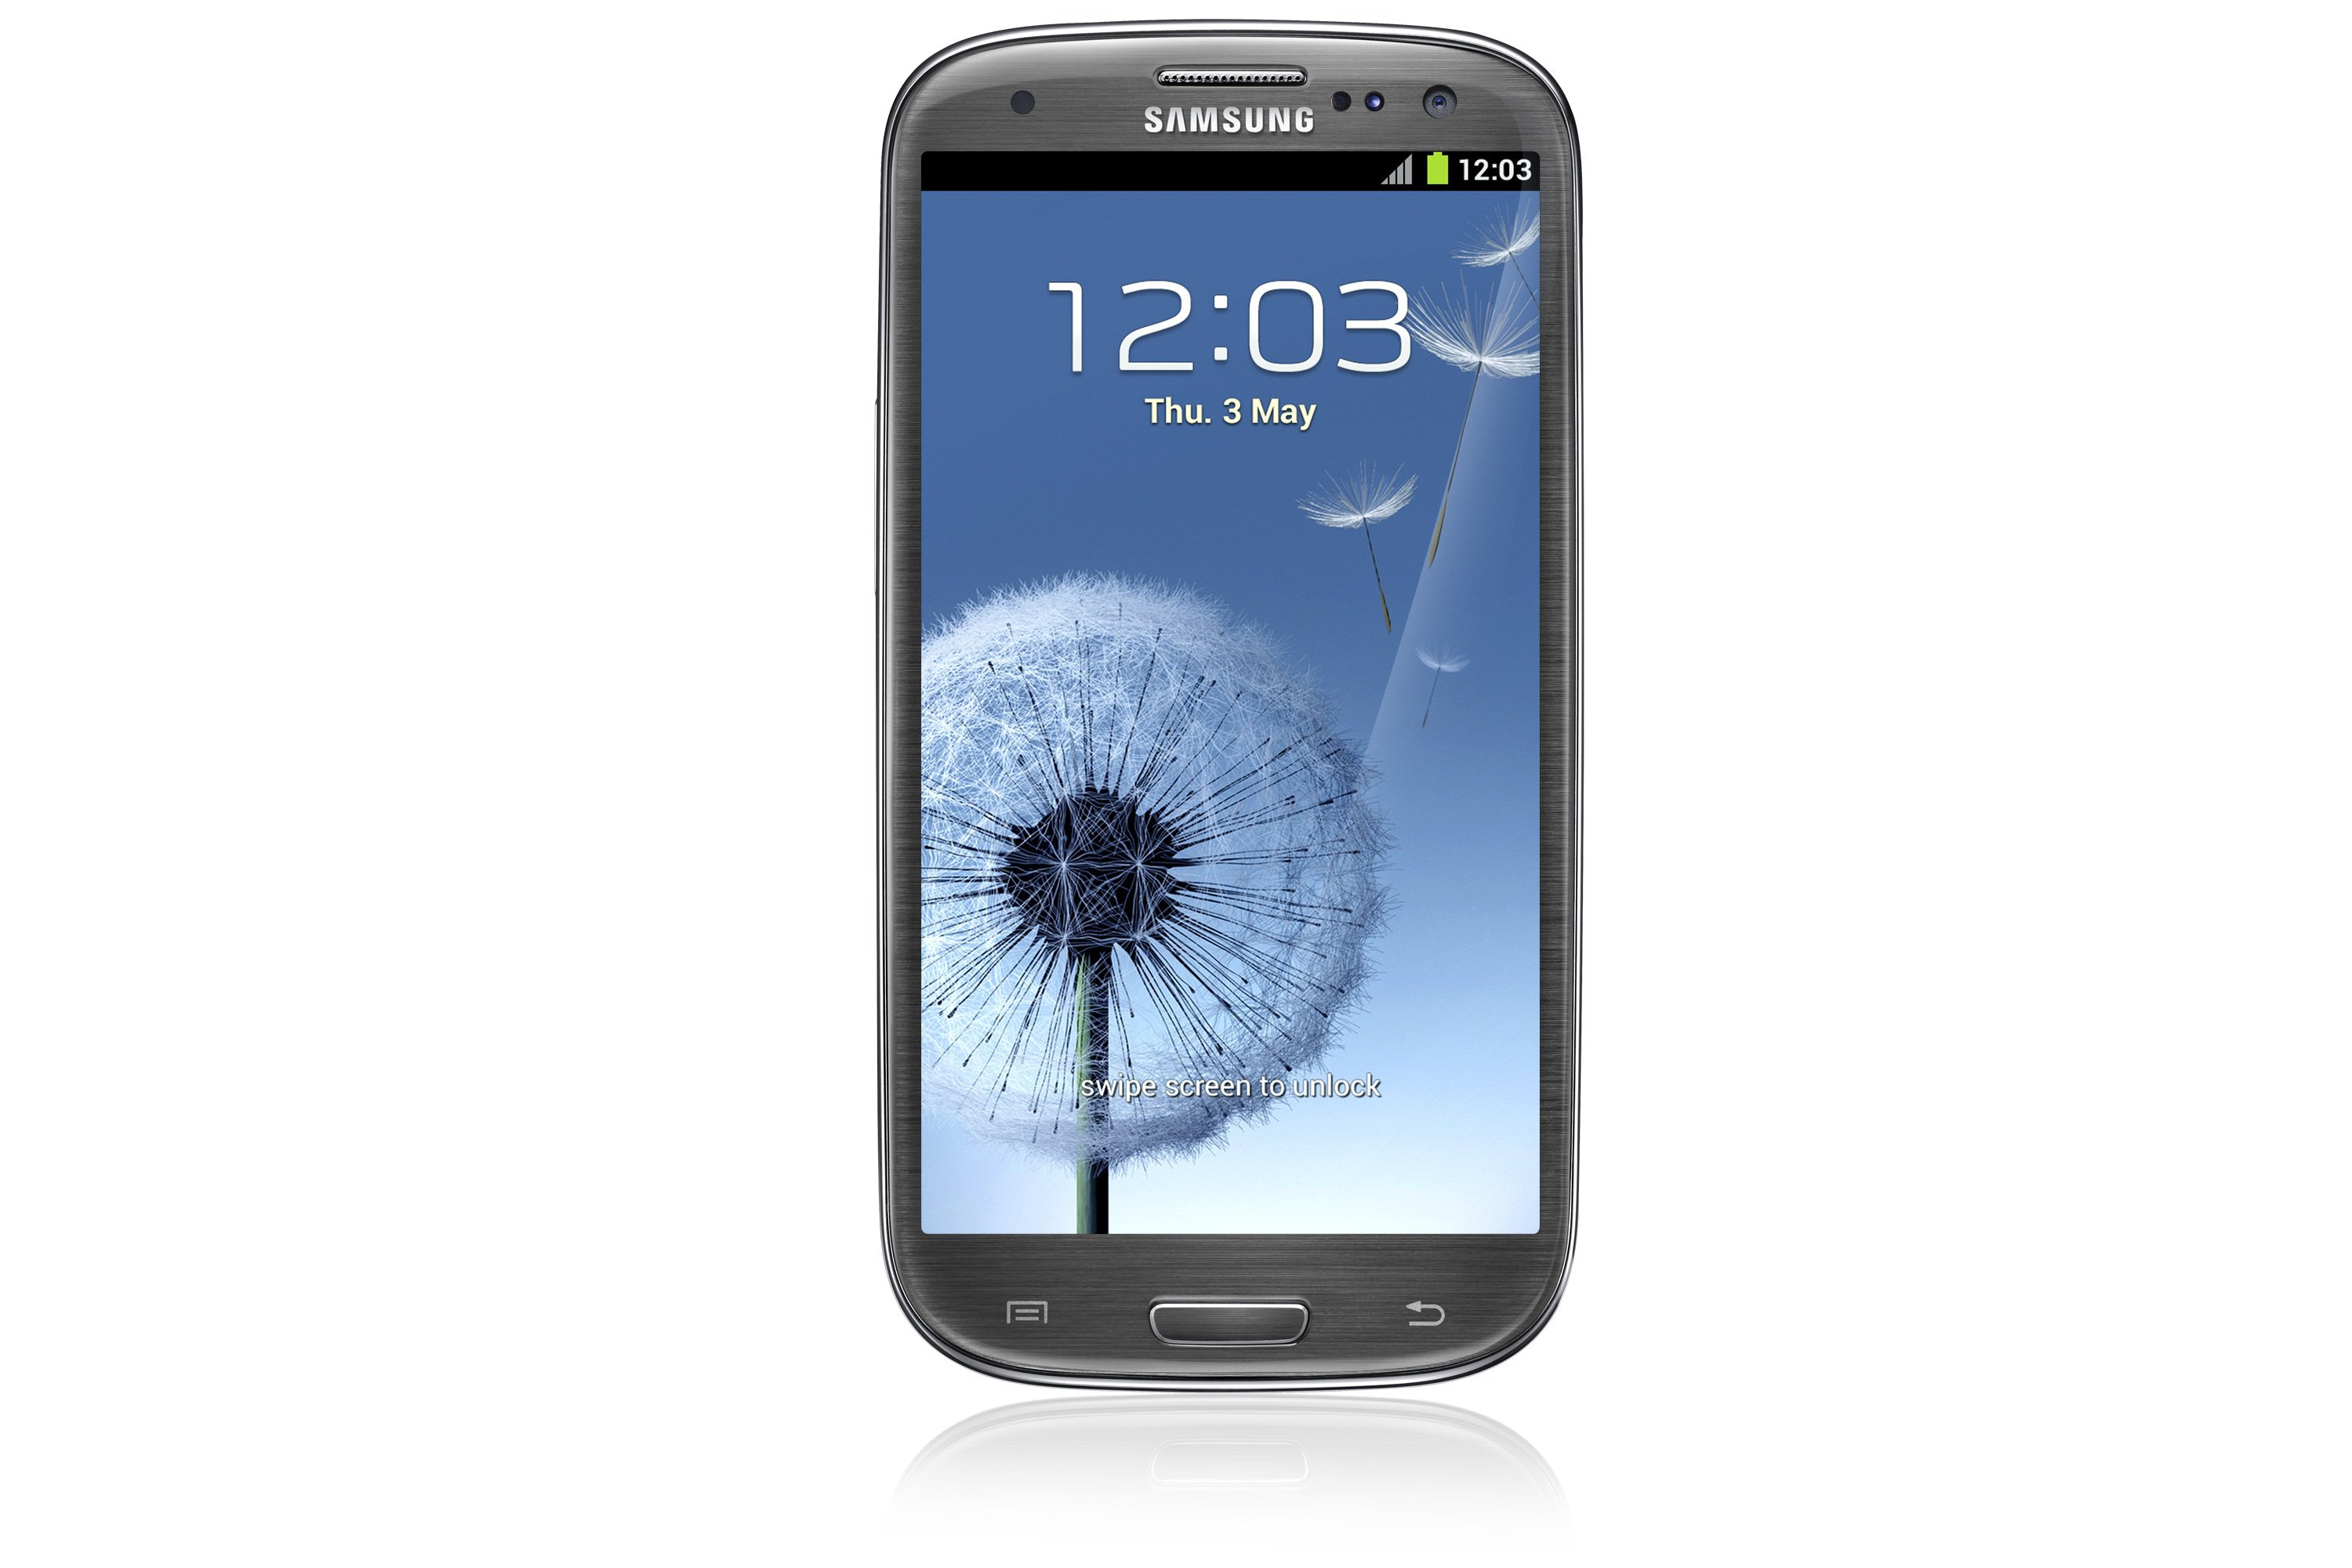 SAMSUNG
12:03
12:03
Thu. 3 May
swipe screen to unlock